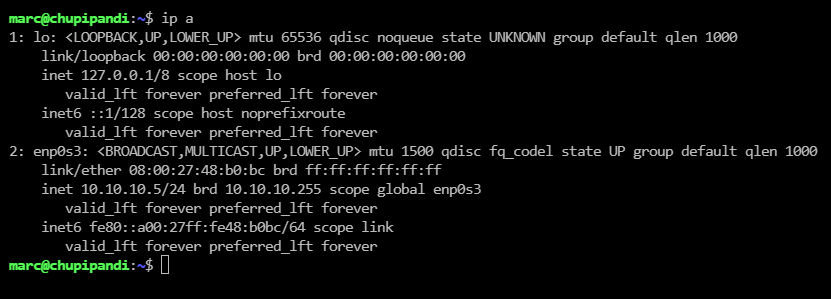 marc@chupipandi:~$ ip a
1: lo: <LOOPBACK,UP,LOWER_UP> mtu 65536 qdisc noqueue state UNKNOWN group default qlen 1000
    link/loopback 00:00:00:00:00:00 brd 00:00:00:00:00:00
    inet 127.0.0.1/8 scope host lo
       valid_lft forever preferred_lft forever
    inet6 ::1/128 scope host noprefixroute
       valid_lft forever preferred_lft forever
2: enp0s3: <BROADCAST,MULTICAST,UP,LOWER_UP> mtu 1500 qdisc fq_codel state UP group default qlen 1000
    link/ether 08:00:27:48:b0:bc brd ff:ff:ff:ff:ff:ff
    inet 10.10.10.5/24 brd 10.10.10.255 scope global enp0s3
       valid_lft forever preferred_lft forever
    inet6 fe80::a00:27ff:fe48:b0bc/64 scope link
       valid_lft forever preferred_lft forever
marc@chupipandi:~$